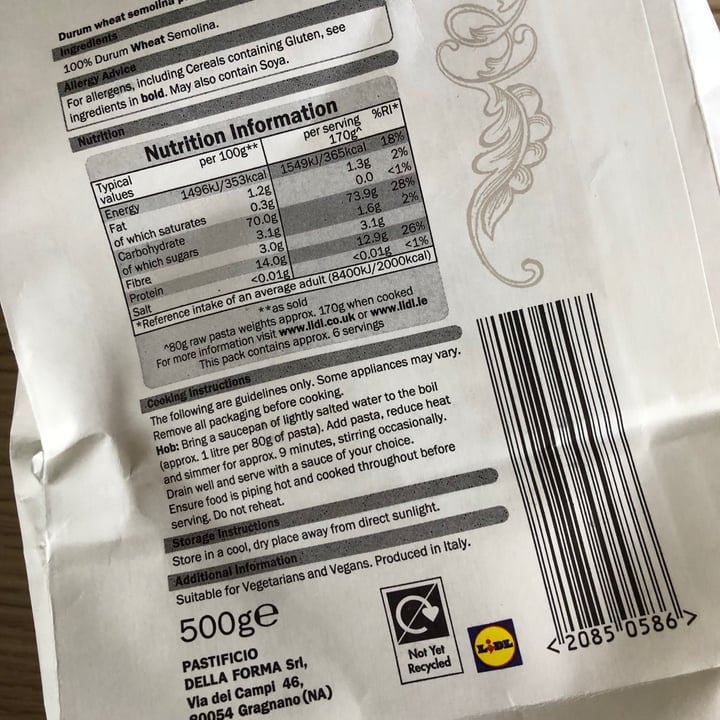 Durum wheat semolina
Ingredients
100% Durum Wheat Semolina.
Allergy Advice
For allergens, including Cereals containing Gluten, see
ingredients in bold. May also contain Soya.
Nutrition
Nutrition Information
Typical values per 100g** per serving 170g^ %RI*
Energy 1496kJ/353kcal 1549kJ/365kcal 18%
Fat 1.2g 1.3g 2%
of which saturates 0.3g 0.0 <1%
Carbohydrate 70.0g 73.9g 28%
of which sugars 3.1g 1.6g 2%
Fibre 3.0g 3.1g
Protein 14.0g 12.9g 26%
Salt <0.01g <0.01g <1%
*Reference intake of an average adult (8400kJ/2000kcal)
**as sold
^80g raw pasta weights approx. 170g when cooked
For more information visit www.lidl.co.uk or www.lidl.ie
This pack contains approx. 6 servings
Cooking Instructions
The following are guidelines only. Some appliances may vary.
Remove all packaging before cooking.
Hob: Bring a saucepan of lightly salted water to the boil
(approx. 1 litre per 80g of pasta). Add pasta, reduce heat
and simmer for approx. 9 minutes, stirring occasionally.
Drain well and serve with a sauce of your choice.
Ensure food is piping hot and cooked throughout before
serving. Do not reheat.
Storage Instructions
Store in a cool, dry place away from direct sunlight.
Additional Information
Suitable for Vegetarians and Vegans. Produced in Italy.
500g℮
PASTIFICIO
DELLA FORMA Srl,
Via dei Campi 46,
80054 Gragnano (NA)
Not Yet
Recycled
LiDL
<2085 0586>